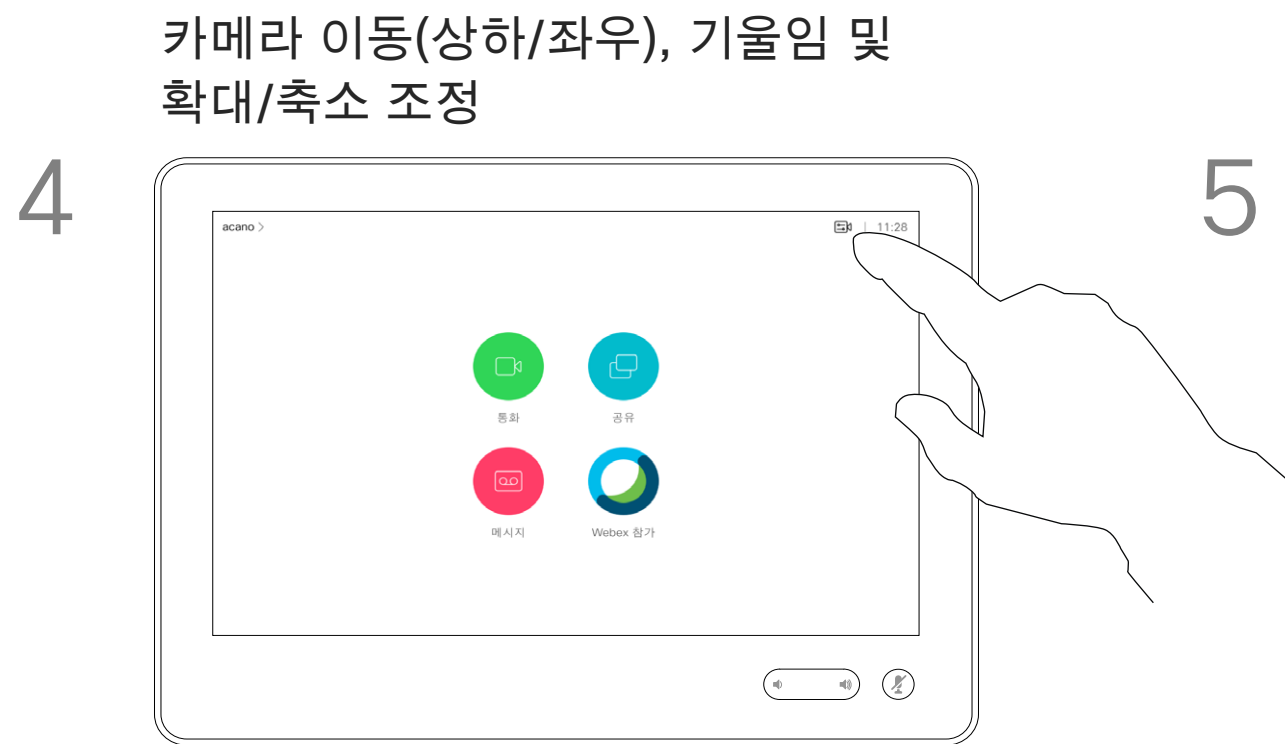 카메라 이동(상하/좌우), 기울임 및
확대/축소 조정
4
5
acano >
11:28
통화
공유
메시지
Webex 참가